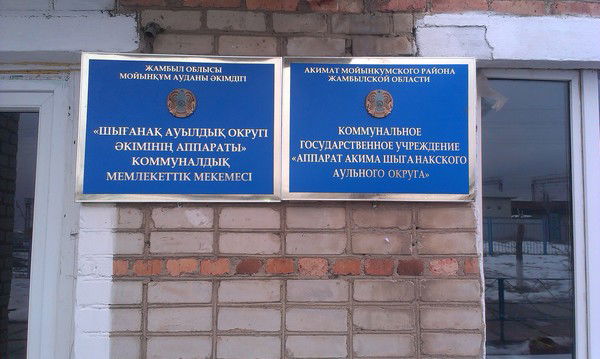 ЖАМБЫЛ ОБЛЫСЫ
МОЙЫНҚҰМ АУДАНЫ ӘКІМДІГІ
«ШЫҒАНАҚ АУЫЛДЫҚ ОКРУГІ
ӘКІМІНІҢ АППАРАТЫ»
КОММУНАЛДЫҚ
МЕМЛЕКЕТТІК МЕКЕМЕСІ
АКИМАТ МОЙЫНКУМСКОГО РАЙОНА
ЖАМБЫЛСКОЙ ОБЛАСТИ
КОММУНАЛЬНОЕ
ГОСУДАРСТВЕННОЕ УЧРЕЖДЕНИЕ
«АППАРАТ АКИМА ШЫГАНАКСКОГО
АУЛЬНОГО ОКРУГА»